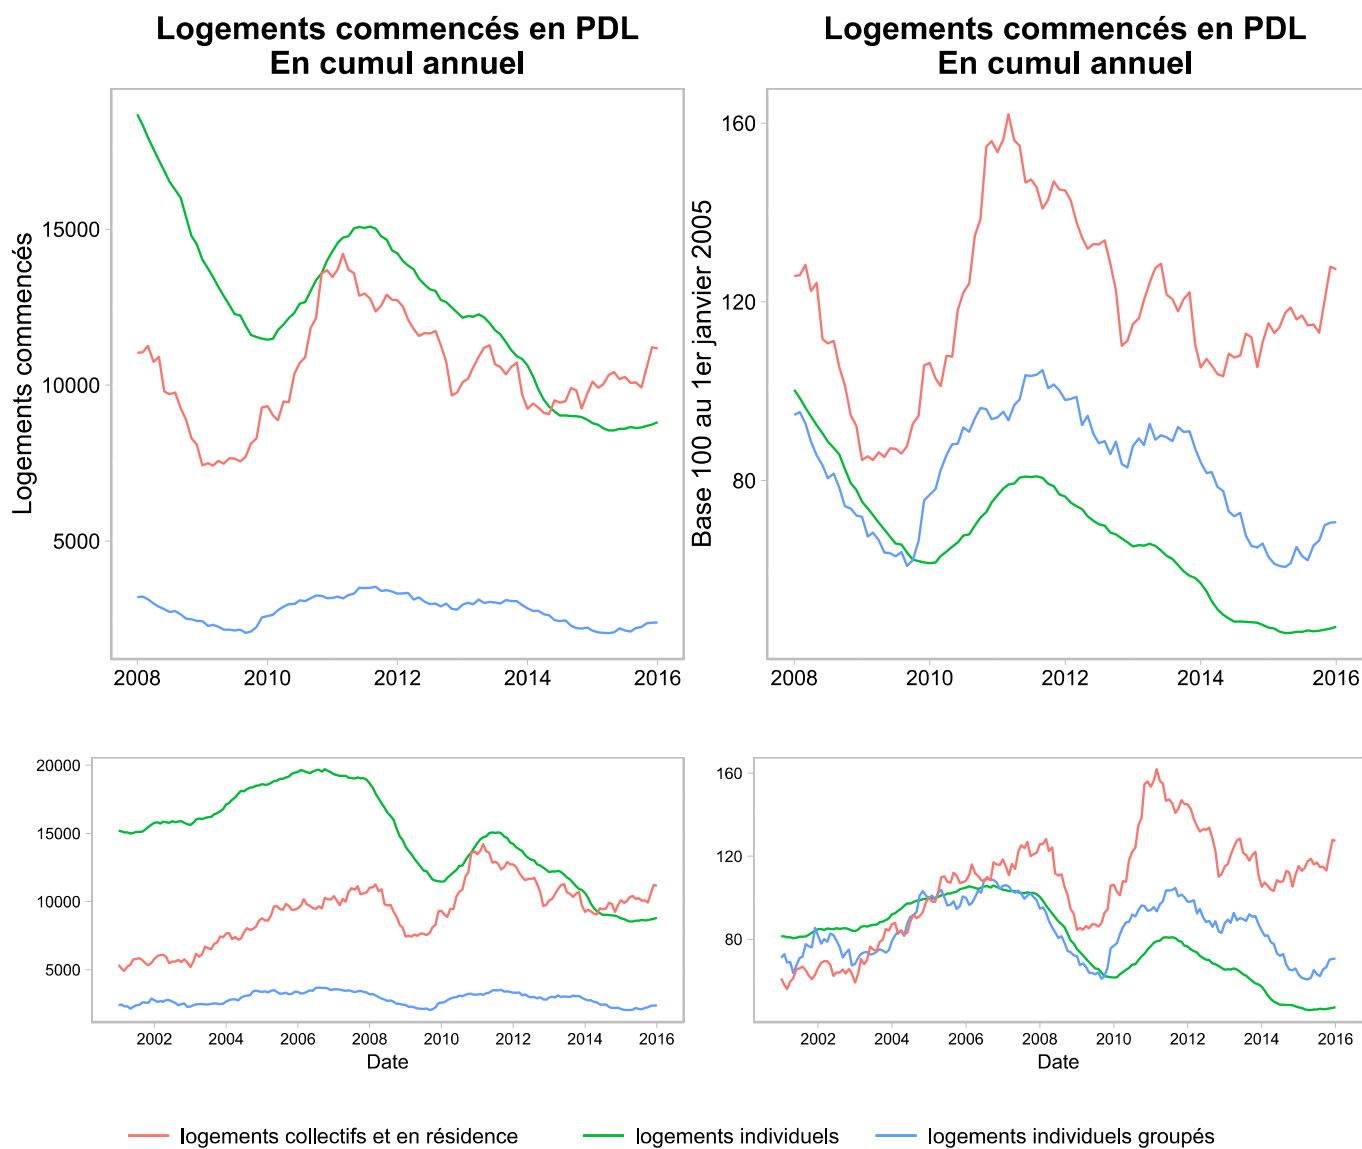 Logements commencés en PDL
En cumul annuel
Logements commencés
15000
10000
5000
2008 2010 2012 2014 2016
Logements commencés en PDL
En cumul annuel
Base 100 au 1er janvier 2005
160
120
80
2008 2010 2012 2014 2016
20000
15000
10000
5000
2002 2004 2006 2008 2010 2012 2014 2016
Date
160
120
80
2002 2004 2006 2008 2010 2012 2014 2016
Date
logements collectifs et en résidence logements individuels logements individuels groupés